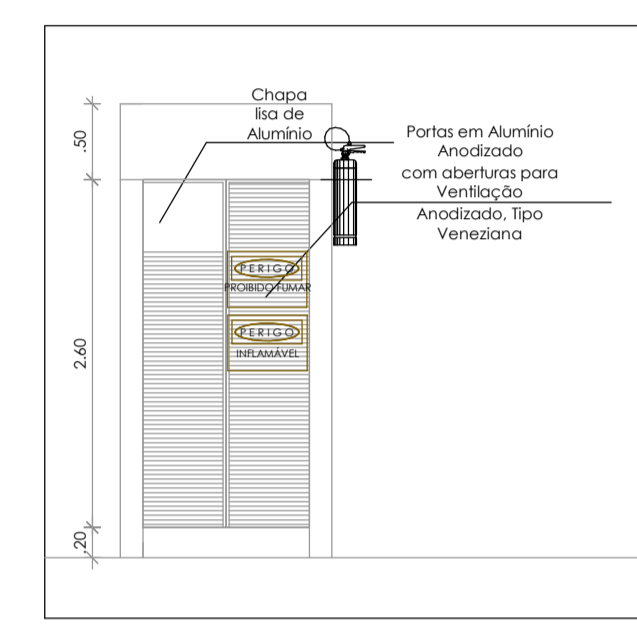 Chapa
lisa de
Alumínio
.50
Portas em Alumínio
Anodizado
com aberturas para
Ventilação
Anodizado, Tipo
Veneziana
PERIGO
PROIBIDO FUMAR
PERIGO
INFLAMÁVEL
2.60
.20